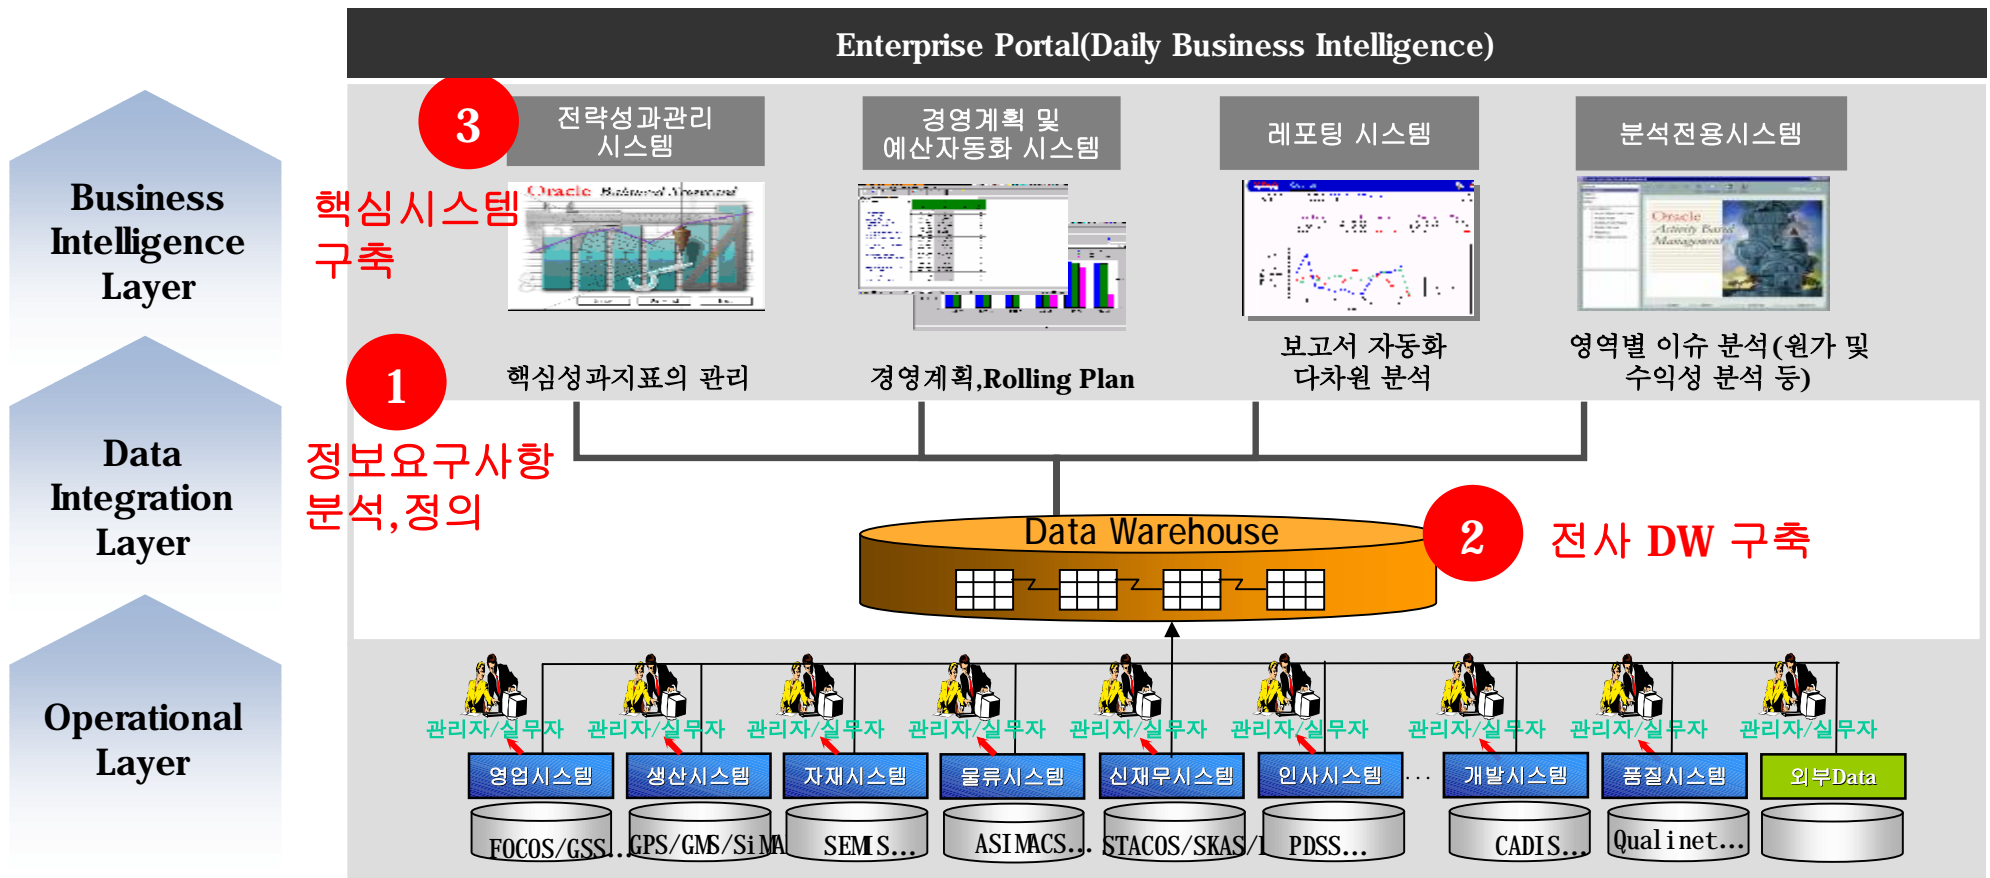 Enterprise Portal(Daily Business Intelligence)
Business
Intelligence
Layer
Data
Integration
Layer
Operational
Layer
3
핵심시스템
구축
전략성과관리
시스템
경영계획 및
예산자동화 시스템
레포팅 시스템
분석전용시스템
Oracle Balanced Scorecard
Oracle
Activity Based
Management
핵심성과지표의 관리
경영계획,Rolling Plan
보고서 자동화
다차원 분석
영역별 이슈 분석(원가 및
수익성 분석 등)
1
정보요구사항
분석,정의
Data Warehouse
2
전사 DW 구축
관리자/실무자
관리자/실무자
관리자/실무자
관리자/실무자
관리자/실무자
관리자/실무자
관리자/실무자
관리자/실무자
관리자/실무자
영업시스템
생산시스템
자재시스템
물류시스템
신재무시스템
인사시스템
...
개발시스템
품질시스템
외부Data
FOCOS/GSS...
GPS/GMS/SiMA
SEMIS...
ASIMACS...
STACOS/SKAS/
PDSS...
CADIS...
Qualinet...